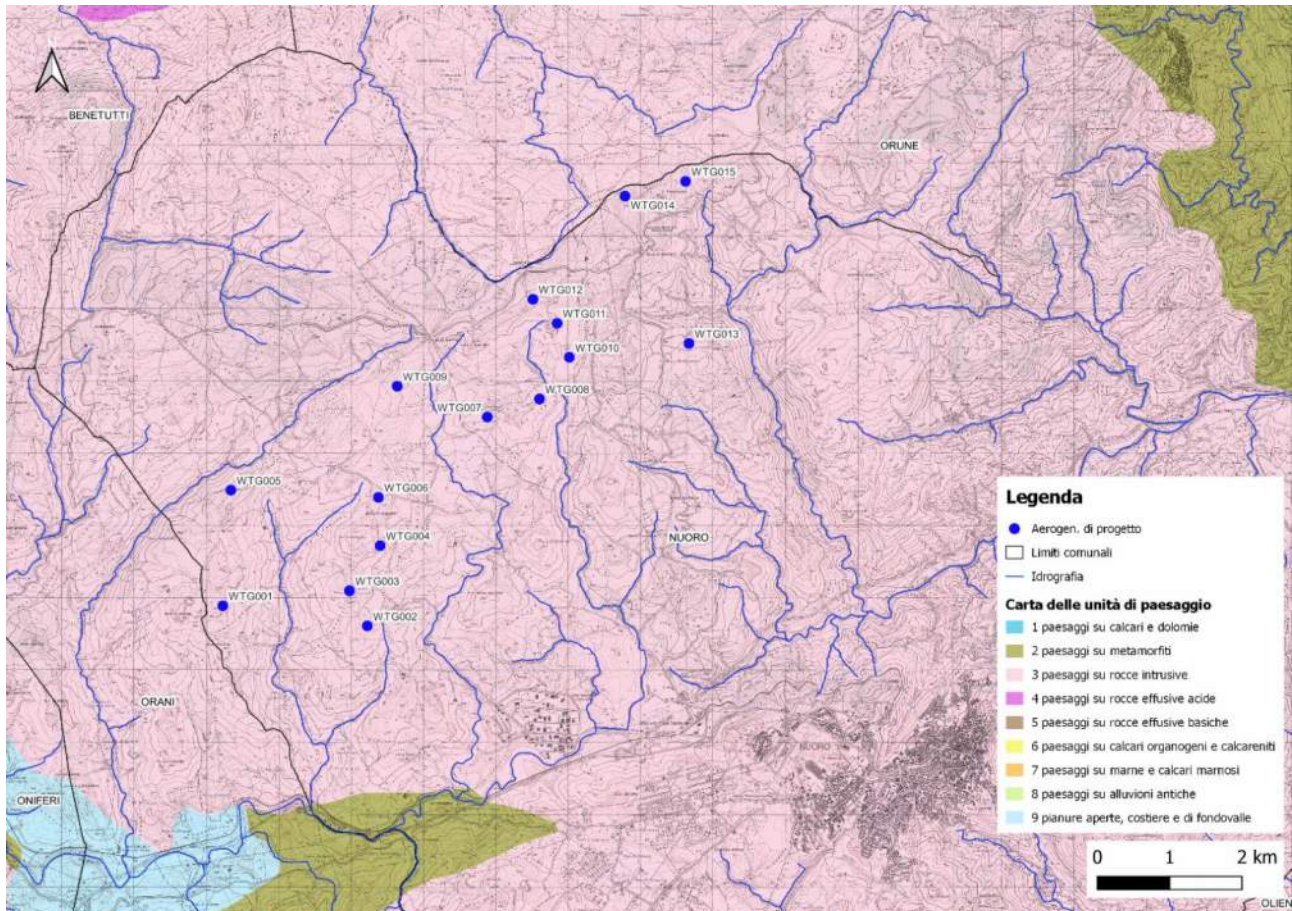 BENETUTTI
ORUNE
WTG015
WTG014
WTG012
WTG011
WTG010
WTG013
WTG009
WTG008
WTG007
WTG005
WTG006
WTG004
NUORO
WTG003
WTG001
WTG002
ORANI
NUORO
ONIFERI
OLIEN
Legenda
Aerogen. di progetto
Limiti comunali
Idrografia
Carta delle unità di paesaggio
1 paesaggi su calcari e dolomie
2 paesaggi su metamorfiti
3 paesaggi su rocce intrusive
4 paesaggi su rocce effusive acide
5 paesaggi su rocce effusive basiche
6 paesaggi su calcari organogeni e calcareniti
7 paesaggi su marne e calcari marnosi
8 paesaggi su alluvioni antiche
9 pianure aperte, costiere e di fondovalle
0 1 2 km